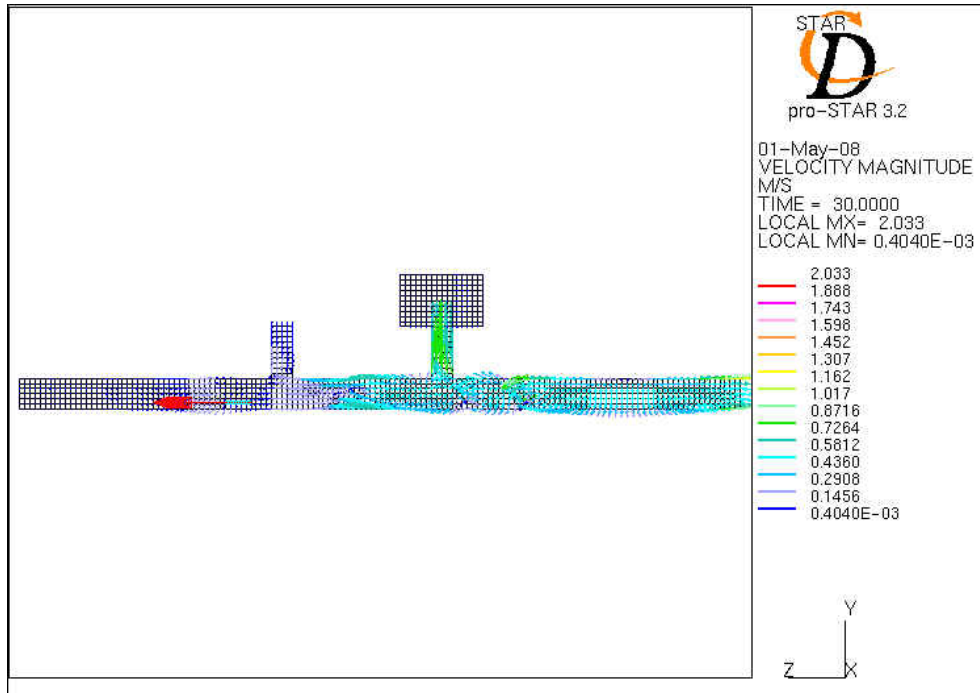 STAR
D
pro-STAR 3.2
01-May-08
VELOCITY MAGNITUDE
M/S
TIME = 30.0000
LOCAL MX= 2.033
LOCAL MN= 0.4040E-03
2.033
1.888
1.743
1.598
1.452
1.307
1.162
1.017
0.8716
0.7264
0.5812
0.4360
0.2908
0.1456
0.4040E-03
Y
Z
X